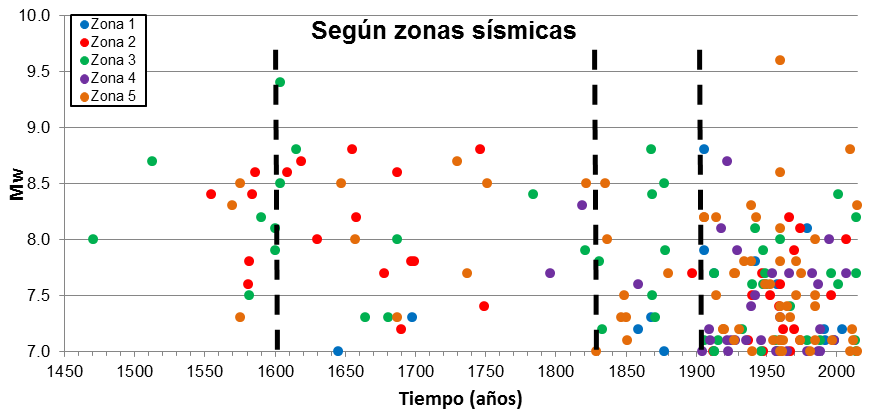 10.0
Según zonas sísmicas
Zona 1
Zona 2
Zona 3
Zona 4
Zona 5
9.5
9.0
8.5
8.0
7.5
7.0
Mw
1450 1500 1550 1600 1650 1700 1750 1800 1850 1900 1950 2000
Tiempo (años)